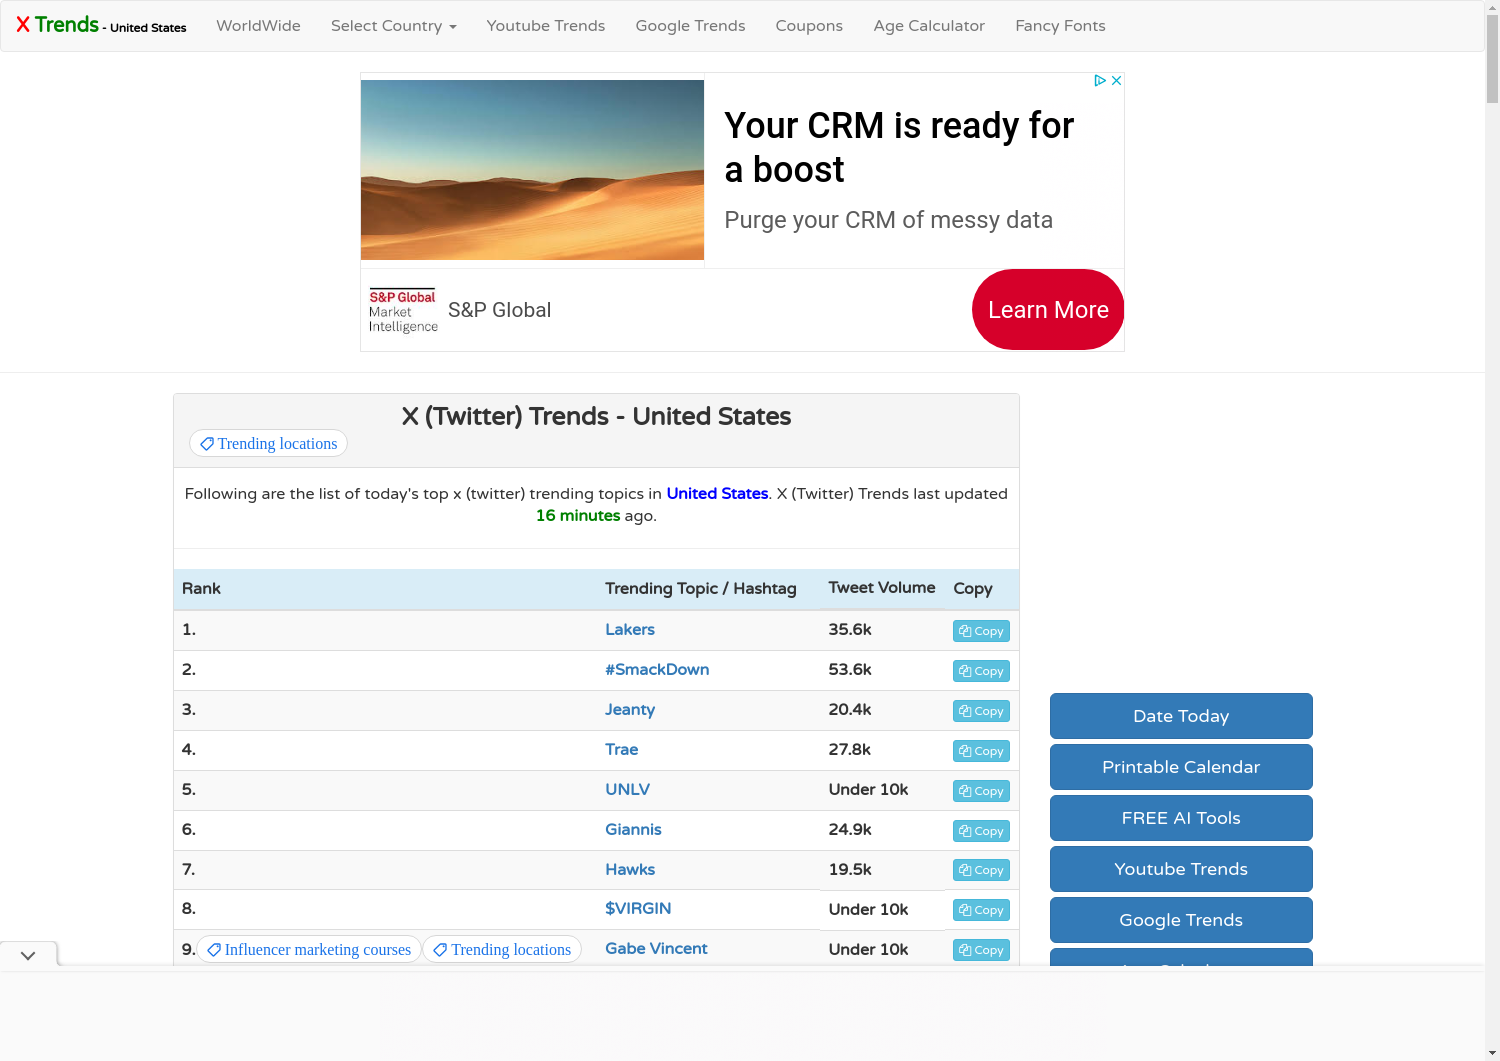 X Trends - United States
WorldWide
Select Country
Youtube Trends
Google Trends
Coupons
Age Calculator
Fancy Fonts
Your CRM is ready for
a boost
Purge your CRM of messy data
S&P Global
Market
Intelligence
S&P Global
Learn More
X (Twitter) Trends - United States
Trending locations
Following are the list of today's top x (twitter) trending topics in United States. X (Twitter) Trends last updated
16 minutes ago.
Rank Trending Topic / Hashtag Tweet Volume Copy
1. Lakers 35.6k Copy
2. #SmackDown 53.6k Copy
3. Jeanty 20.4k Copy
4. Trae 27.8k Copy
5. UNLV Under 10k Copy
6. Giannis 24.9k Copy
7. Hawks 19.5k Copy
8. $VIRGIN Under 10k Copy
9. Influencer marketing courses Trending locations Gabe Vincent Under 10k Copy
Date Today
Printable Calendar
FREE AI Tools
Youtube Trends
Google Trends